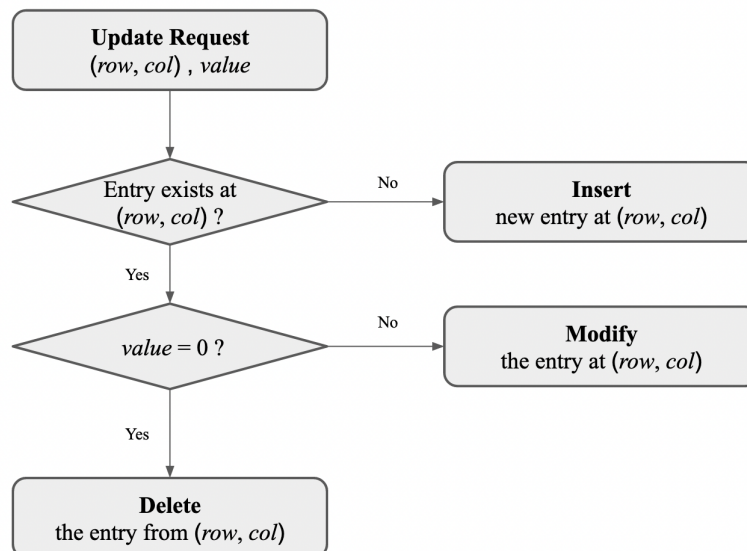 Update Request
(row, col) , value
Entry exists at
(row, col) ?
No
Insert
new entry at (row, col)
Yes
value = 0 ?
No
Modify
the entry at (row, col)
Yes
Delete
the entry from (row, col)